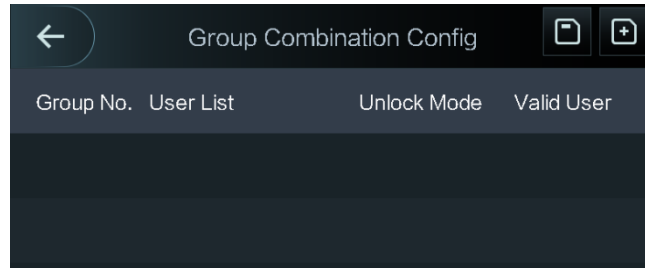 Group Combination Config
Group No. User List Unlock Mode Valid User